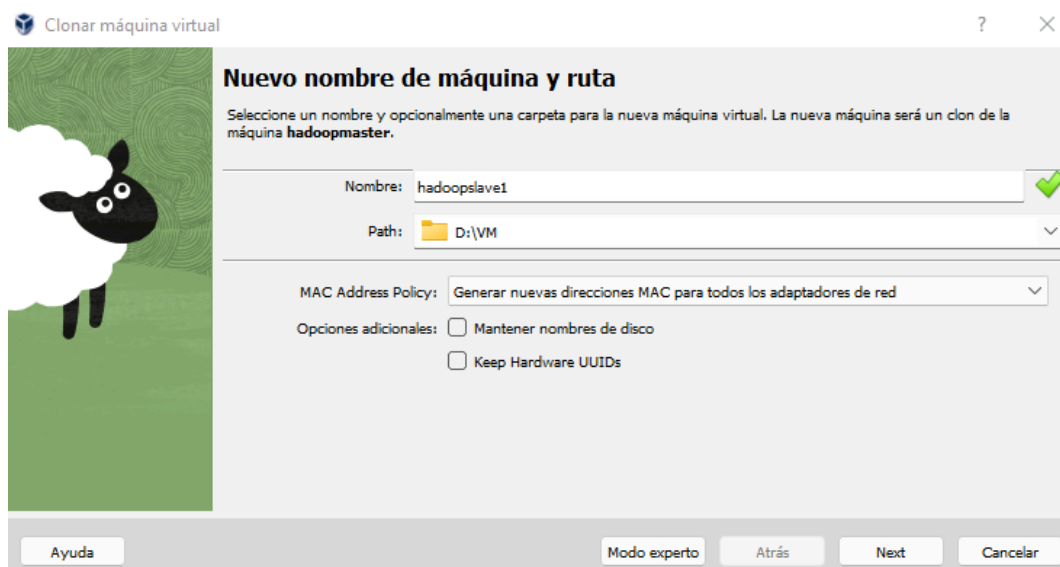 Clonar máquina virtual
?
Nuevo nombre de máquina y ruta
Seleccione un nombre y opcionalmente una carpeta para la nueva máquina virtual. La nueva máquina será un clon de la
máquina hadoopmaster.
Nombre: hadoopslave1
Path: D:\VM
MAC Address Policy: Generar nuevas direcciones MAC para todos los adaptadores de red
Opciones adicionales: Mantener nombres de disco
Keep Hardware UUIDs
Ayuda Modo experto Atrás Next Cancelar